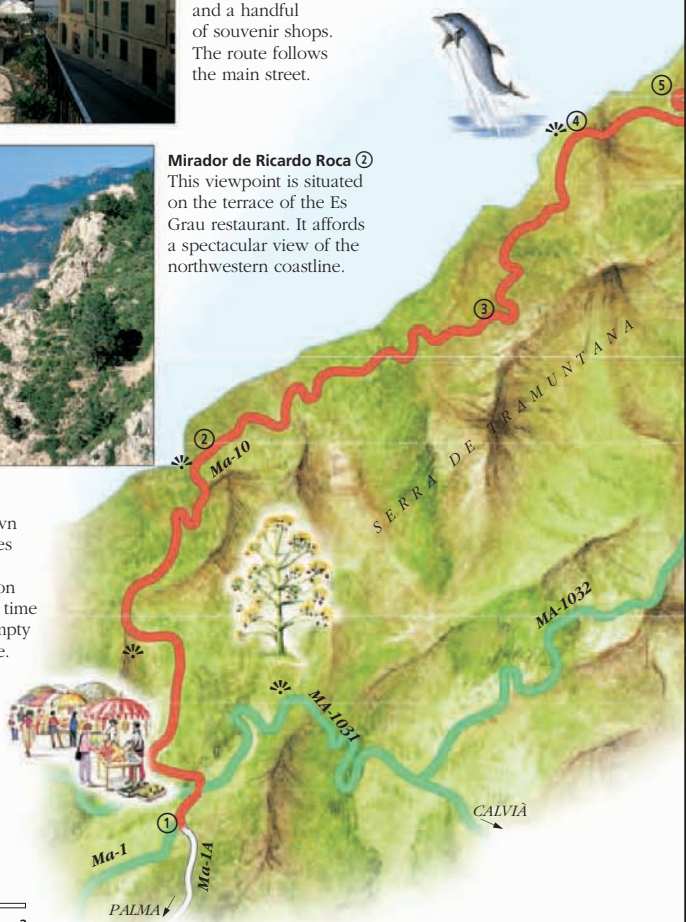 and a handful
of souvenir shops.
The route follows
the main street.
Mirador de Ricardo Roca ②
This viewpoint is situated
on the terrace of the Es
Grau restaurant. It affords
a spectacular view of the
northwestern coastline.
⑤
④
③
SERRA DE TRAMUNTANA
②
Ma-10
MA-1032
MA-1031
CALVIÀ
①
Ma-1
Ma-1A
PALMA
on
time
e.